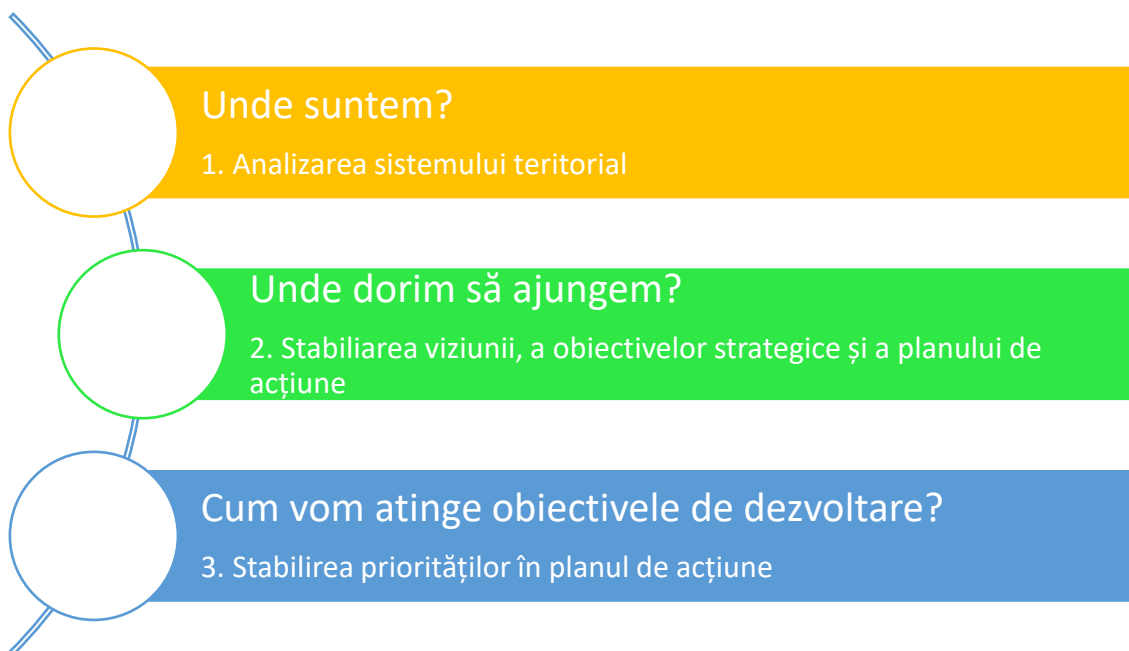 Unde suntem?
1. Analizarea sistemului teritorial
Unde dorim să ajungem?
2. Stabiliarea viziunii, a obiectivelor strategice și a planului de
acțiune
Cum vom atinge obiectivele de dezvoltare?
3. Stabilirea priorităților în planul de acțiune